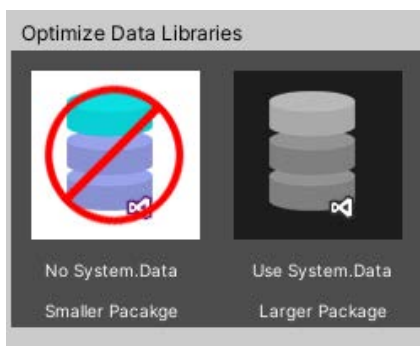 Optimize Data Libraries
No System.Data
Use System.Data
Smaller Pacakge
Larger Package